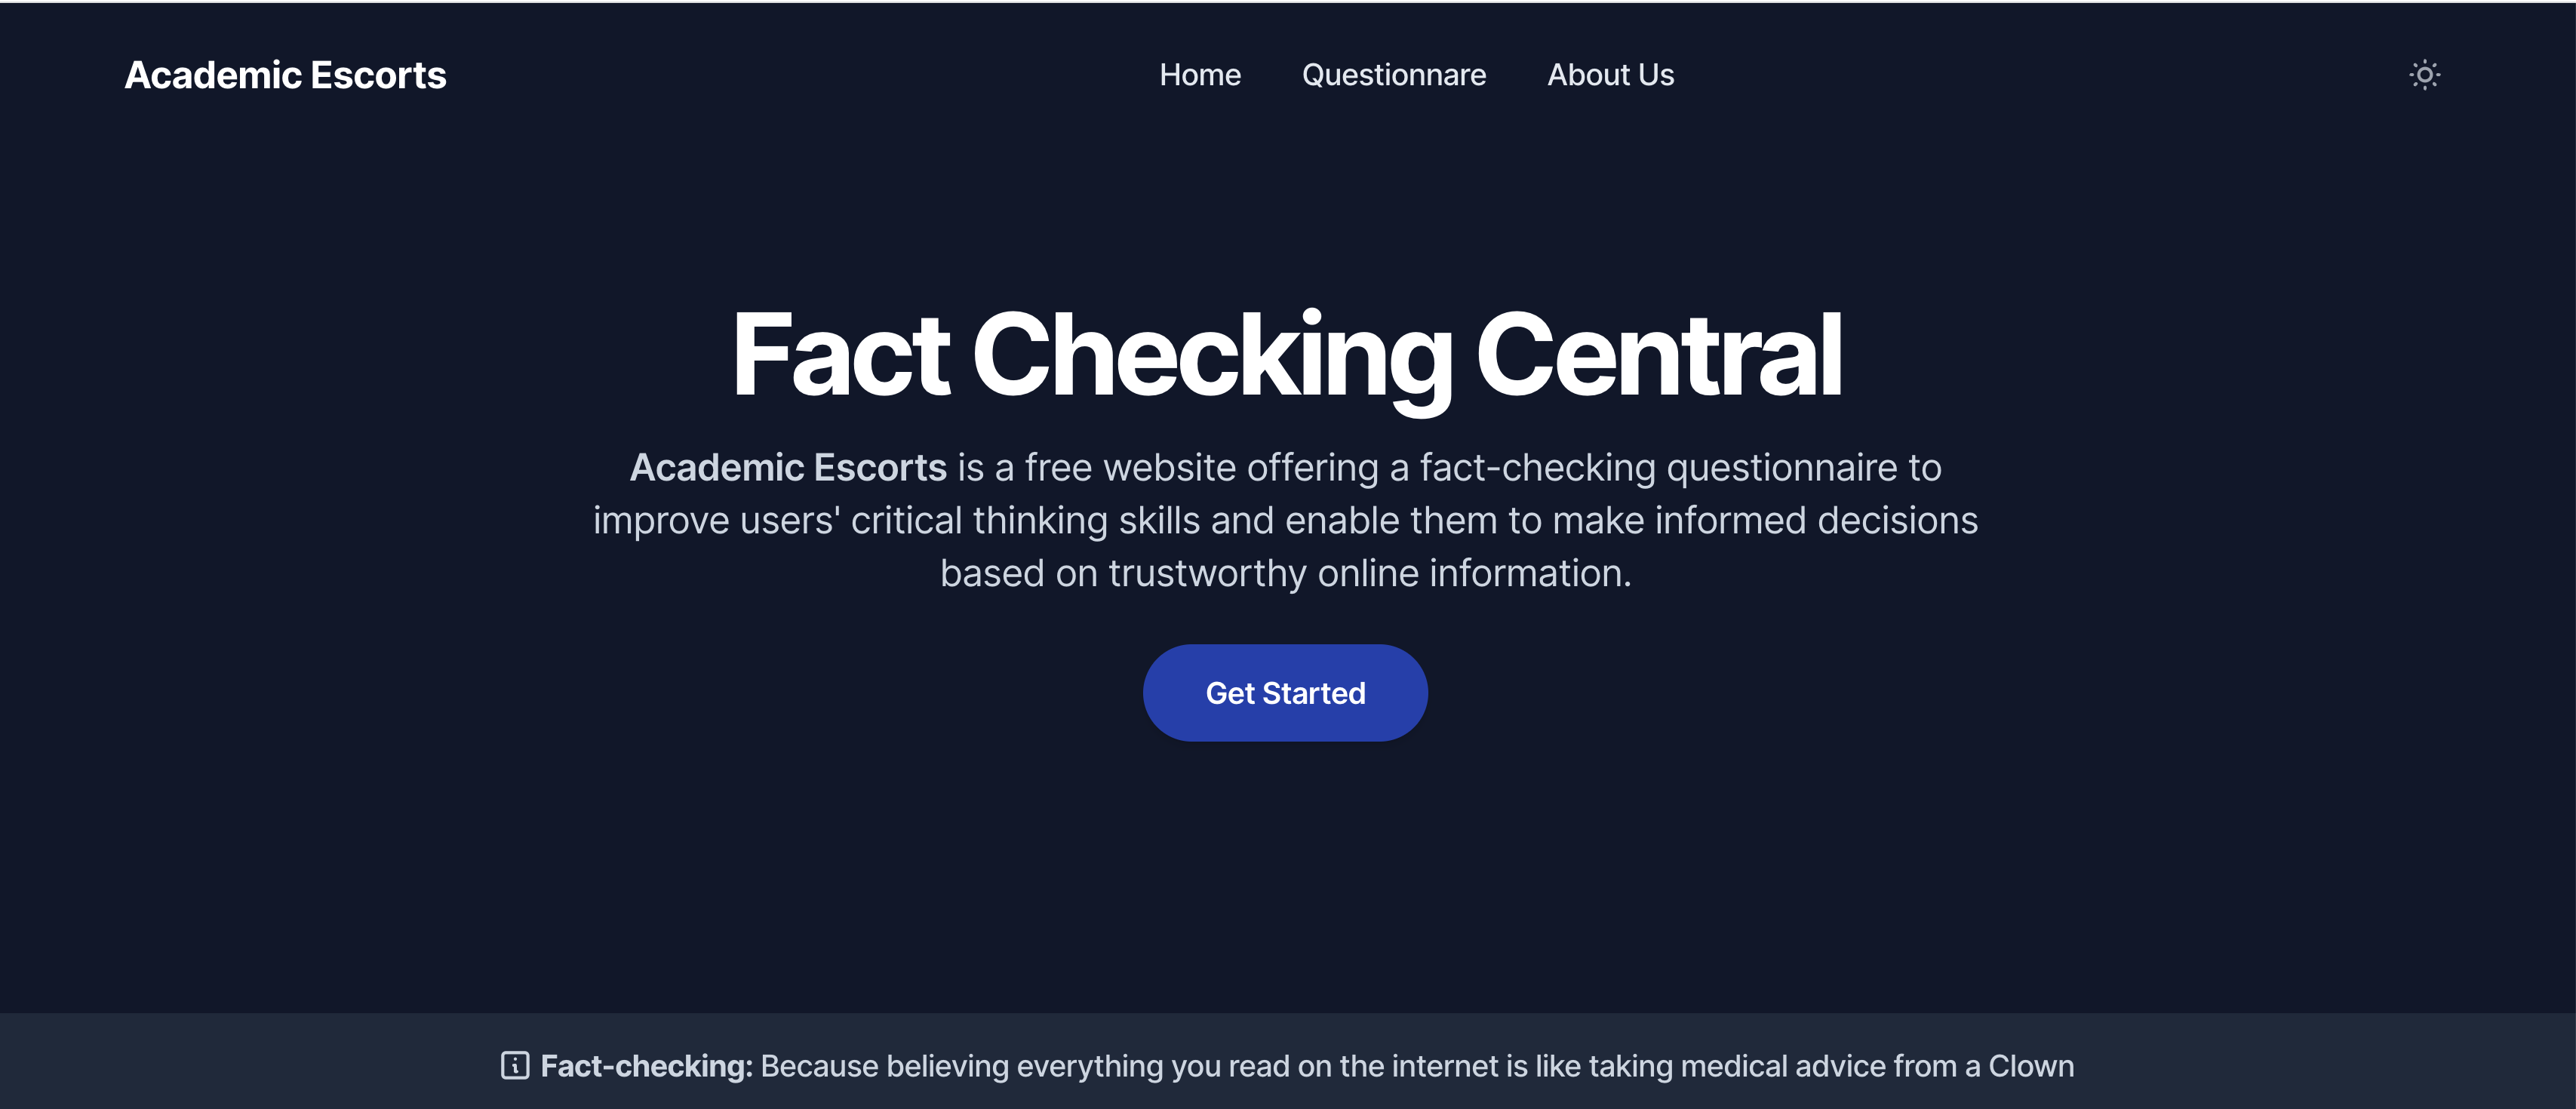 Academic Escorts
Home
Questionnare
About Us
Fact Checking Central
Academic Escorts is a free website offering a fact-checking questionnaire to
improve users' critical thinking skills and enable them to make informed decisions
based on trustworthy online information.
Get Started
Fact-checking: Because believing everything you read on the internet is like taking medical advice from a Clown